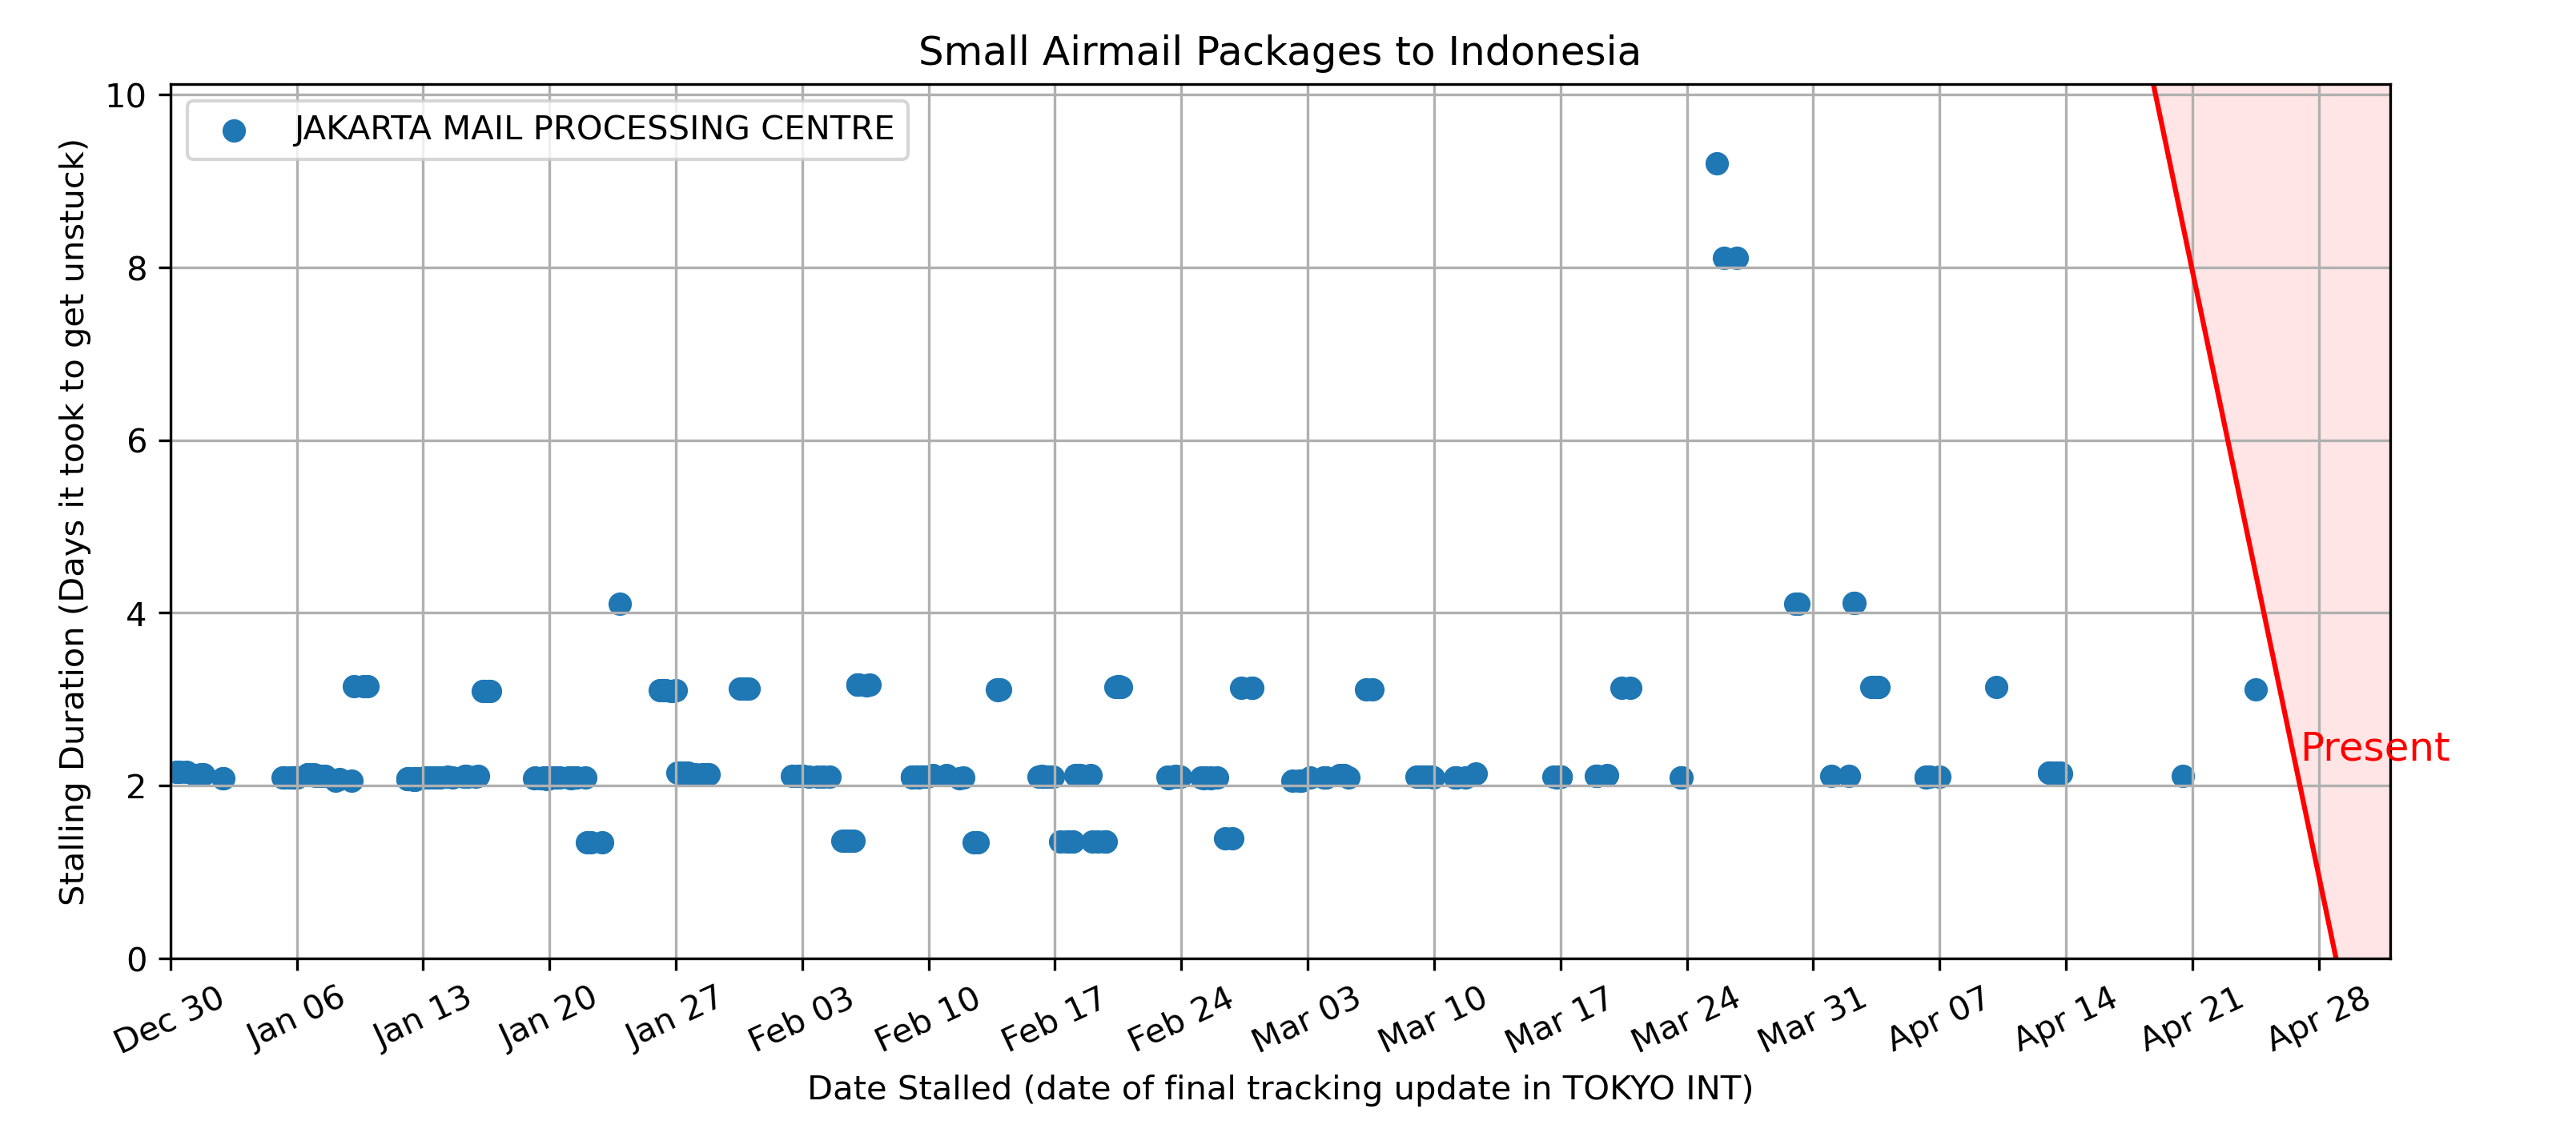 Small Airmail Packages to Indonesia
JAKARTA MAIL PROCESSING CENTRE
Stalling Duration (Days it took to get unstuck)
10
8
6
4
2
0
Present
Dec 30
Jan 06
Jan 13
Jan 20
Jan 27
Feb 03
Feb 10
Feb 17
Feb 24
Mar 03
Mar 10
Mar 17
Mar 24
Mar 31
Apr 07
Apr 14
Apr 21
Apr 28
Date Stalled (date of final tracking update in TOKYO INT)